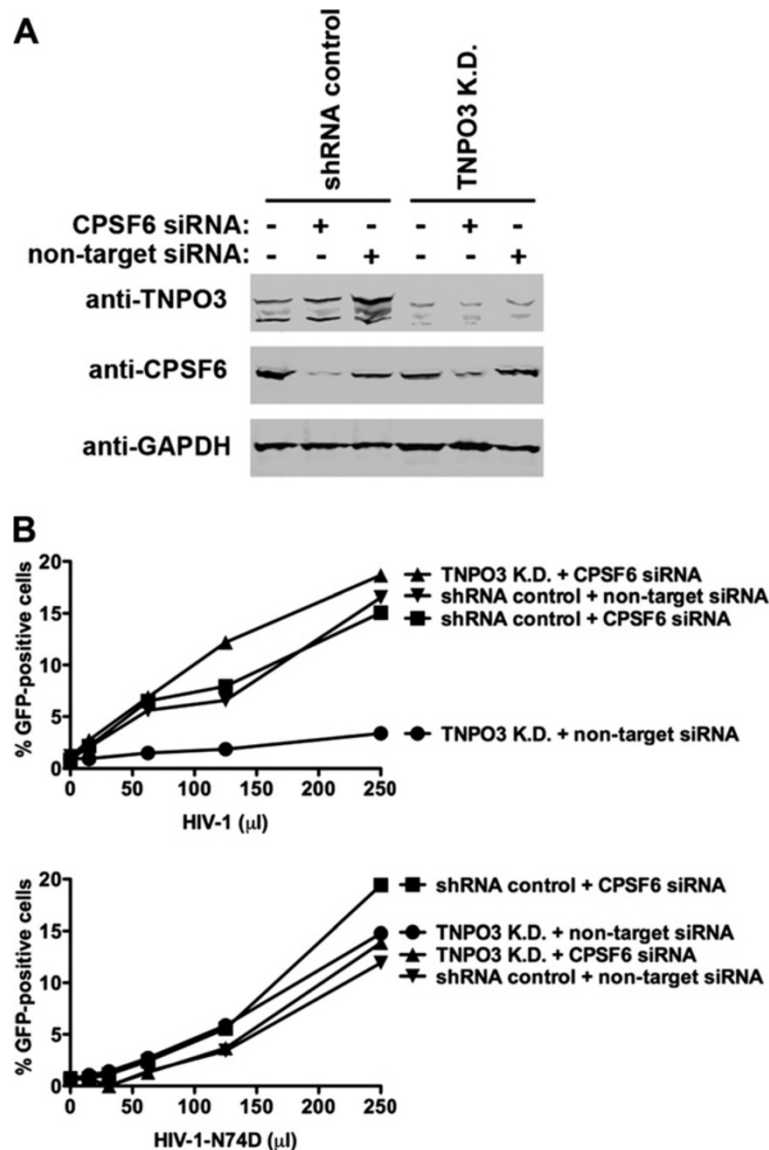 A
shRNA control
TNPO3 K.D.
CPSF6 siRNA: - + - - + -
non-target siRNA: - - + - - +
anti-TNPO3
anti-CPSF6
anti-GAPDH
B
% GFP-positive cells
20
15
10
5
0
0 50 100 150 200 250
HIV-1 (μl)
TNPO3 K.D. + CPSF6 siRNA
shRNA control + non-target siRNA
shRNA control + CPSF6 siRNA
TNPO3 K.D. + non-target siRNA
% GFP-positive cells
20
15
10
5
0
0 50 100 150 200 250
HIV-1-N74D (μl)
shRNA control + CPSF6 siRNA
TNPO3 K.D. + non-target siRNA
TNPO3 K.D. + CPSF6 siRNA
shRNA control + non-target siRNA